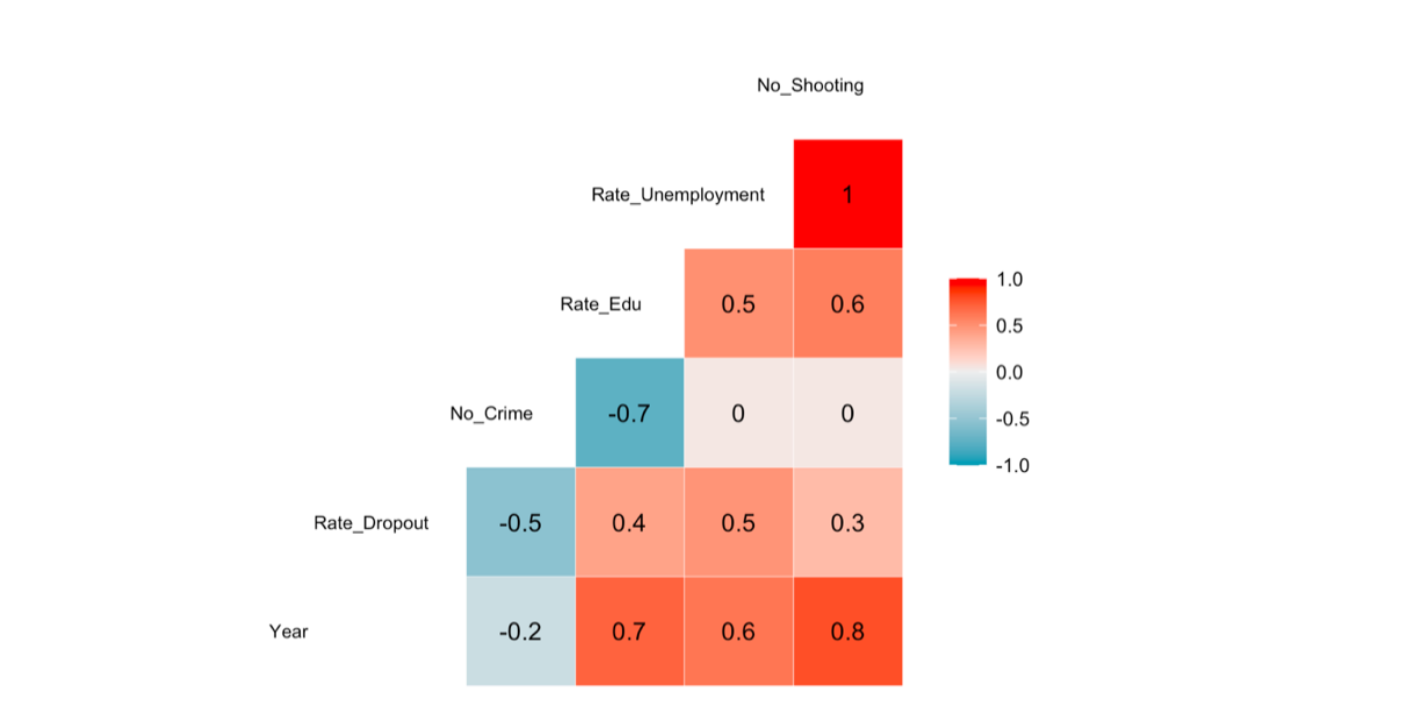 No_Shooting
Rate_Unemployment 1
Rate_Edu 0.5 0.6
No_Crime -0.7 0 0
Rate_Dropout -0.5 0.4 0.5 0.3
Year -0.2 0.7 0.6 0.8
1.0
0.5
0.0
-0.5
-1.0